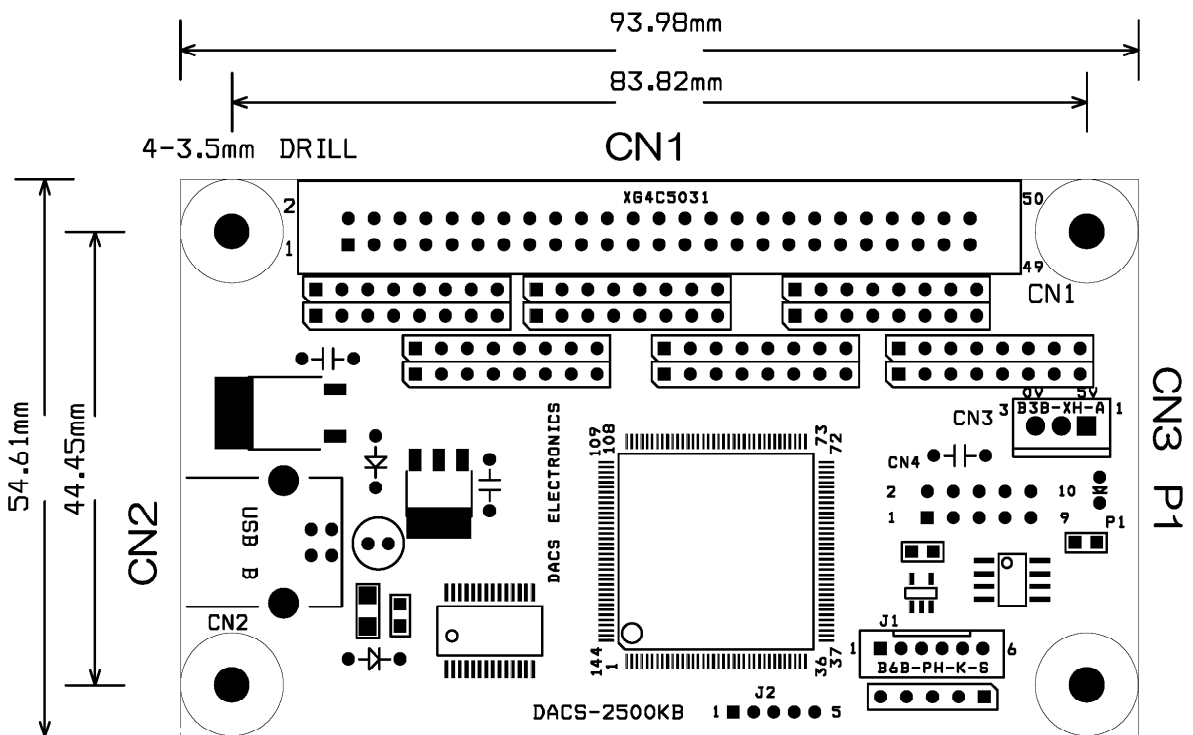 93.98mm
83.82mm
4-3.5mm DRILL
CN1
XG4C5031
2
50
1
49
CN1
54.61mm
44.45mm
0V 5V
CN3
3
B3B-XH-A
1
CN3 P1
109
108
73
72
CN4
2
10
1
9
P1
DACS ELECTRONICS
CN2
USB B
CN2
J1
1
6
B6B-PH-K-S
144
1
36
37
J2
DACS-2500KB
1
5